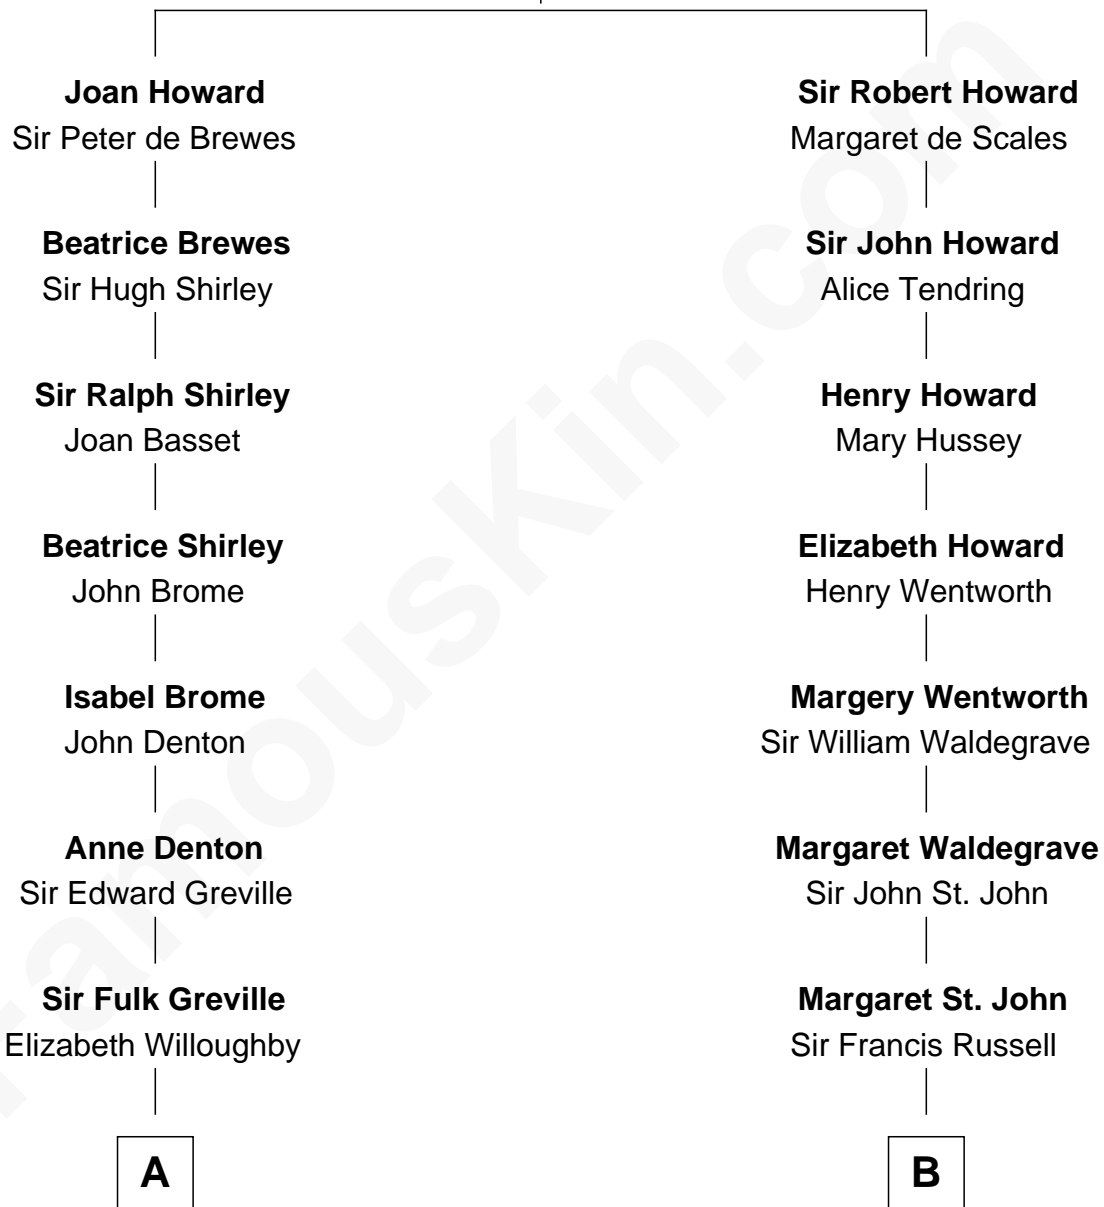 Joan Howard
Sir Peter de Brewes
Beatrice Brewes
Sir Hugh Shirley
Sir Ralph Shirley
Joan Basset
Beatrice Shirley
John Brome
Isabel Brome
John Denton
Anne Denton
Sir Edward Greville
Sir Fulk Greville
Elizabeth Willoughby
A
Sir Robert Howard
Margaret de Scales
Sir John Howard
Alice Tendring
Henry Howard
Mary Hussey
Elizabeth Howard
Henry Wentworth
Margery Wentworth
Sir William Waldegrave
Margaret Waldegrave
Sir John St. John
Margaret St. John
Sir Francis Russell
B
FamousKin.com